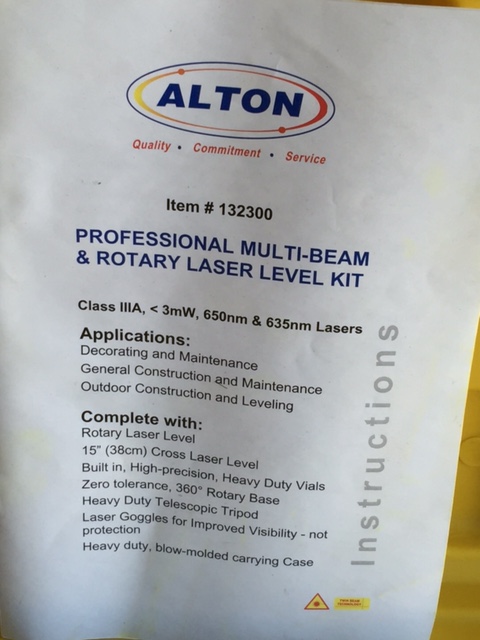 ALTON
Quality • Commitment • Service
Item # 132300
PROFESSIONAL MULTI-BEAM
& ROTARY LASER LEVEL KIT
Class IIIA, < 3mW, 650nm & 635nm Lasers
Applications:
Decorating and Maintenance
General Construction and Maintenance
Outdoor Construction and Leveling
Complete with:
Rotary Laser Level
15" (38cm) Cross Laser Level
Built in, High-precision, Heavy Duty Vials
Zero tolerance, 360° Rotary Base
Heavy Duty Telescopic Tripod
Laser Goggles for Improved Visibility - not
protection
Heavy duty, blow-molded carrying Case
Instructions
TWIN BEAM
TECHNOLOGY